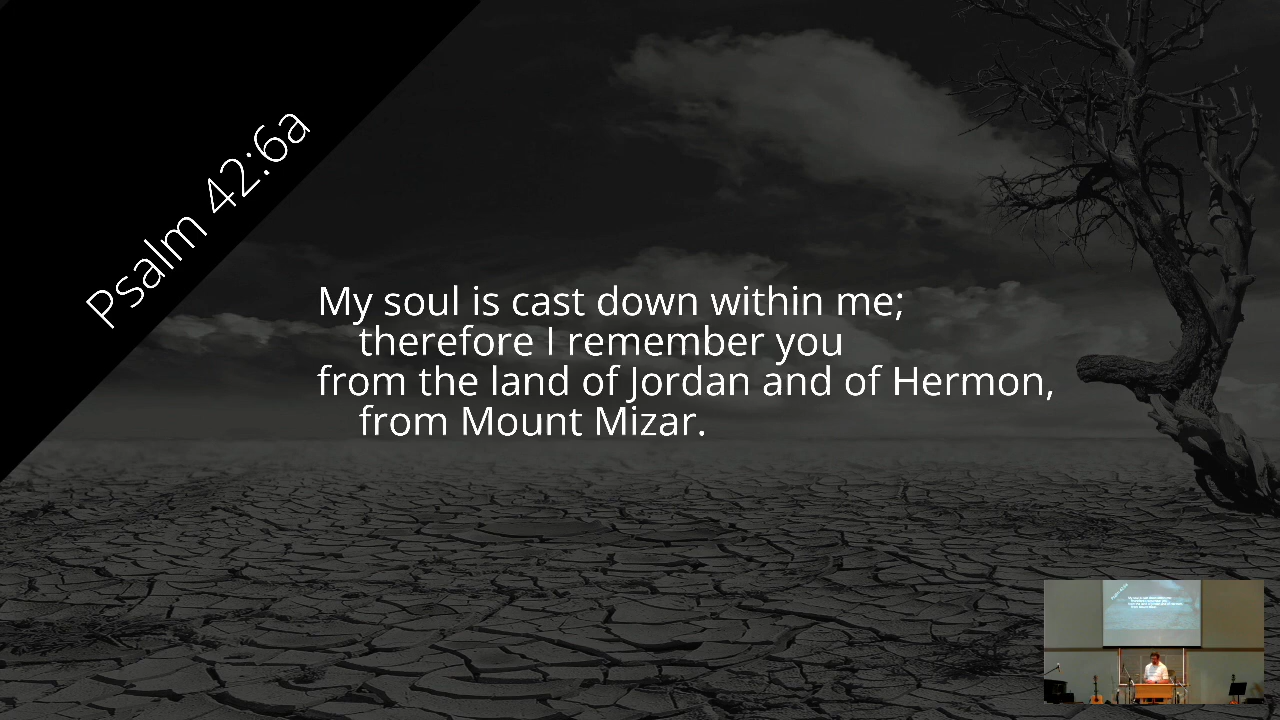 Psalm 42:6a
My soul is cast down within me;
therefore I remember you
from the land of Jordan and of Hermon,
from Mount Mizar.